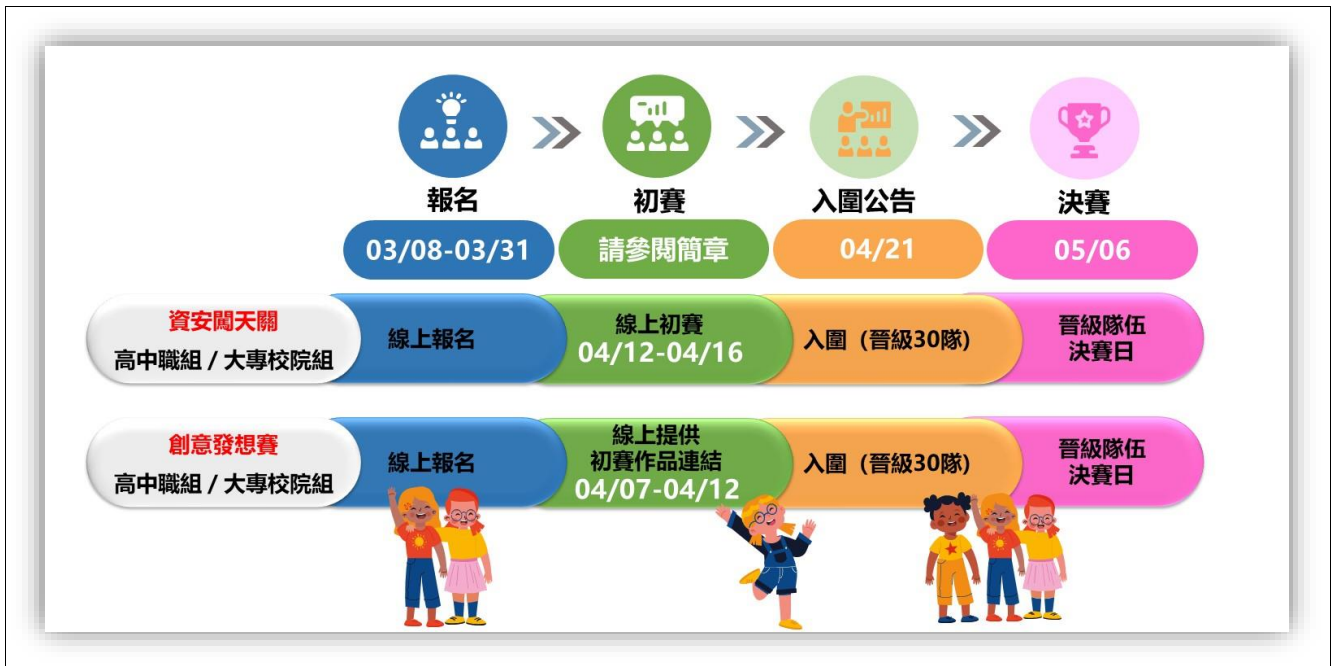 報名
初賽
入圍公告
決賽
03/08-03/31
請參閱簡章
04/21
05/06
資安闖天關
高中職組 / 大專校院組
線上報名
線上初賽
04/12-04/16
入圍 (晉級30隊)
晉級隊伍
決賽日
創意發想賽
高中職組 / 大專校院組
線上報名
線上提供
初賽作品連結
04/07-04/12
入圍 (晉級30隊)
晉級隊伍
決賽日